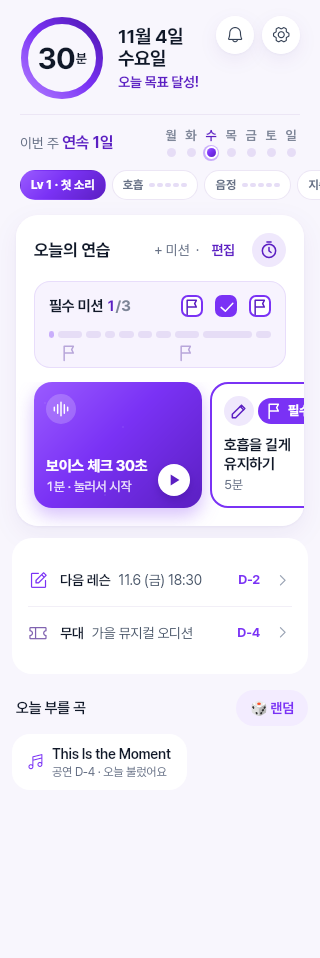 30분
11월 4일
수요일
오늘 목표 달성!
이번 주 연속 1일
월 화 수 목 금 토 일
Lv 1 · 첫 소리
호흡
음정
오늘의 연습
+ 미션 · 편집
필수 미션 1/3
보이스 체크 30초
1분 · 눌러서 시작
필수
호흡을 길게
유지하기
5분
다음 레슨 11.6 (금) 18:30 D-2
무대 가을 뮤지컬 오디션 D-4
오늘 부를 곡
랜덤
This Is the Moment
공연 D-4 · 오늘 불렀어요